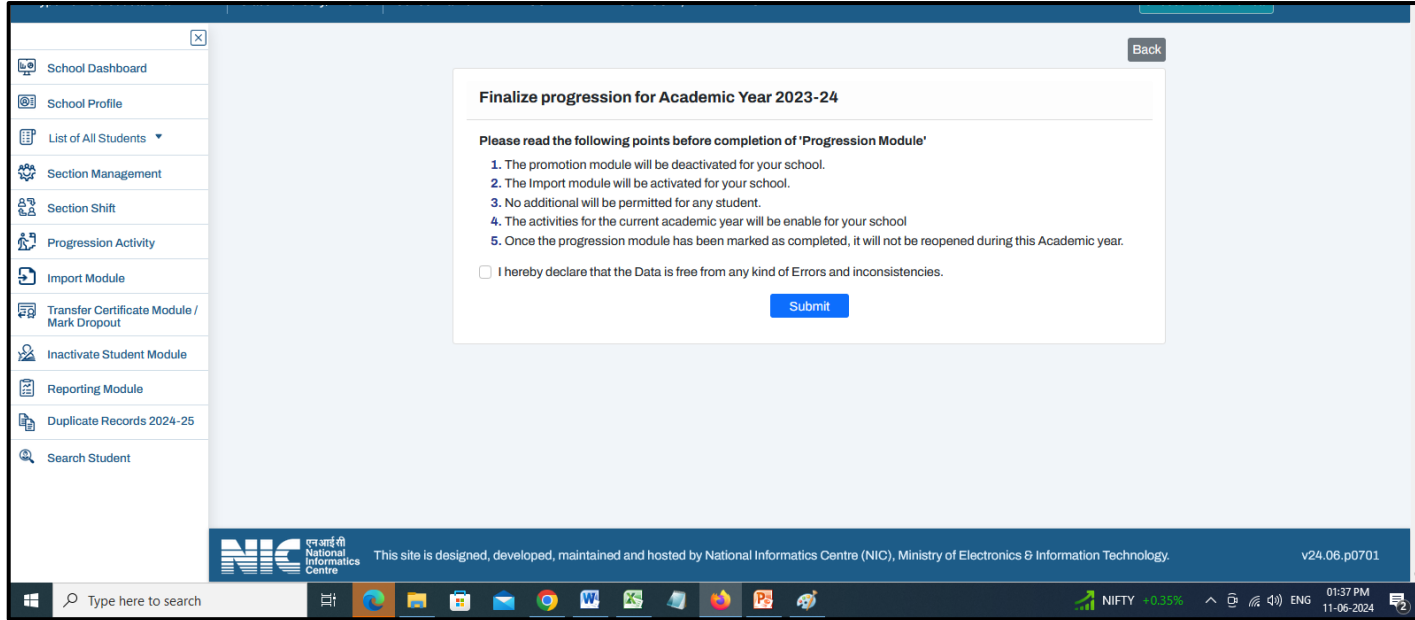 Back
School Dashboard
School Profile
List of All Students
Section Management
Section Shift
Progression Activity
Import Module
Transfer Certificate Module /
Mark Dropout
Inactivate Student Module
Reporting Module
Duplicate Records 2024-25
Search Student
Finalize progression for Academic Year 2023-24
Please read the following points before completion of 'Progression Module'
1. The promotion module will be deactivated for your school.
2. The Import module will be activated for your school.
3. No additional will be permitted for any student.
4. The activities for the current academic year will be enable for your school
5. Once the progression module has been marked as completed, it will not be reopened during this Academic year.
I hereby declare that the Data is free from any kind of Errors and inconsistencies.
Submit
NIC
एनआईसी
National
Informatics
Centre
This site is designed, developed, maintained and hosted by National Informatics Centre (NIC), Ministry of Electronics & Information Technology.
v24.06.p0701
Type here to search
NIFTY +0.35%
ENG
01:37 PM
11-06-2024
2